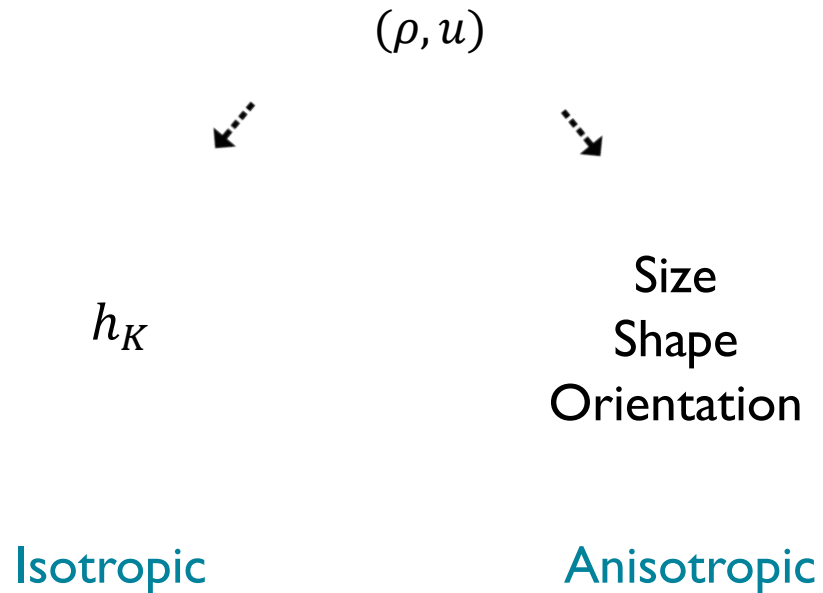 (ρ, u)
h_K
Size
Shape
Orientation
Isotropic
Anisotropic